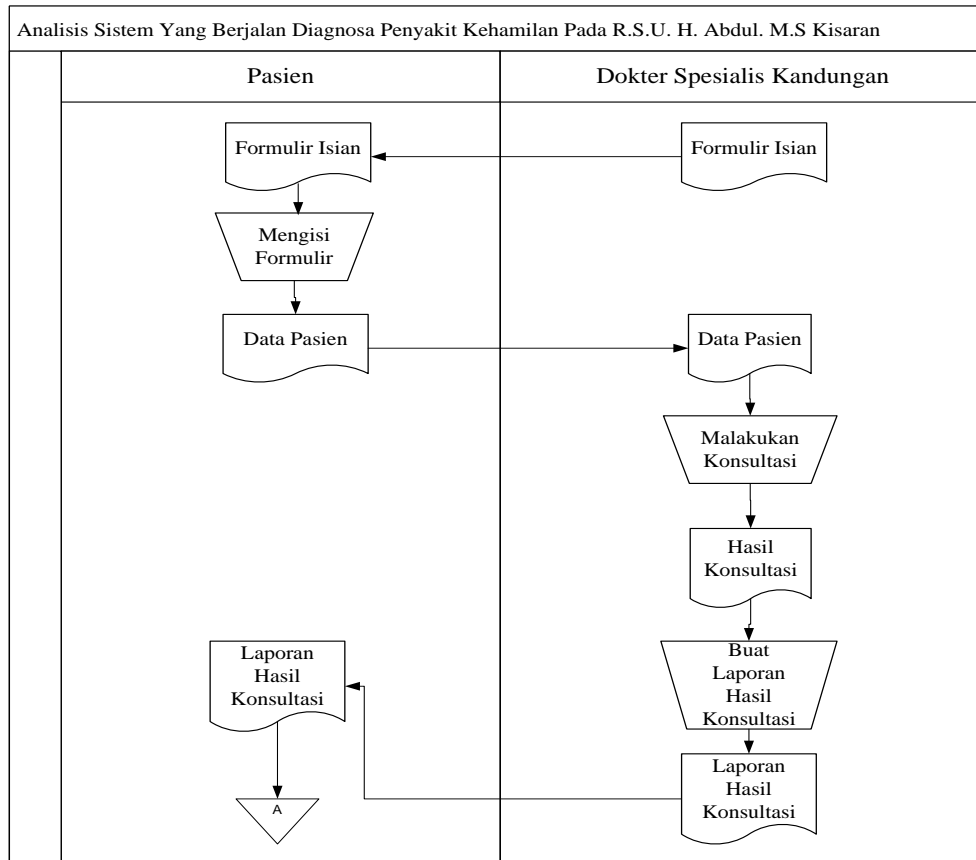 Analisis Sistem Yang Berjalan Diagnosa Penyakit Kehamilan Pada R.S.U. H. Abdul. M.S Kisaran
Pasien
Dokter Spesialis Kandungan
Formulir Isian
Formulir Isian
Mengisi
Formulir
Data Pasien
Data Pasien
Malakukan
Konsultasi
Hasil
Konsultasi
Buat
Laporan
Hasil
Konsultasi
Laporan
Hasil
Konsultasi
Laporan
Hasil
Konsultasi
A